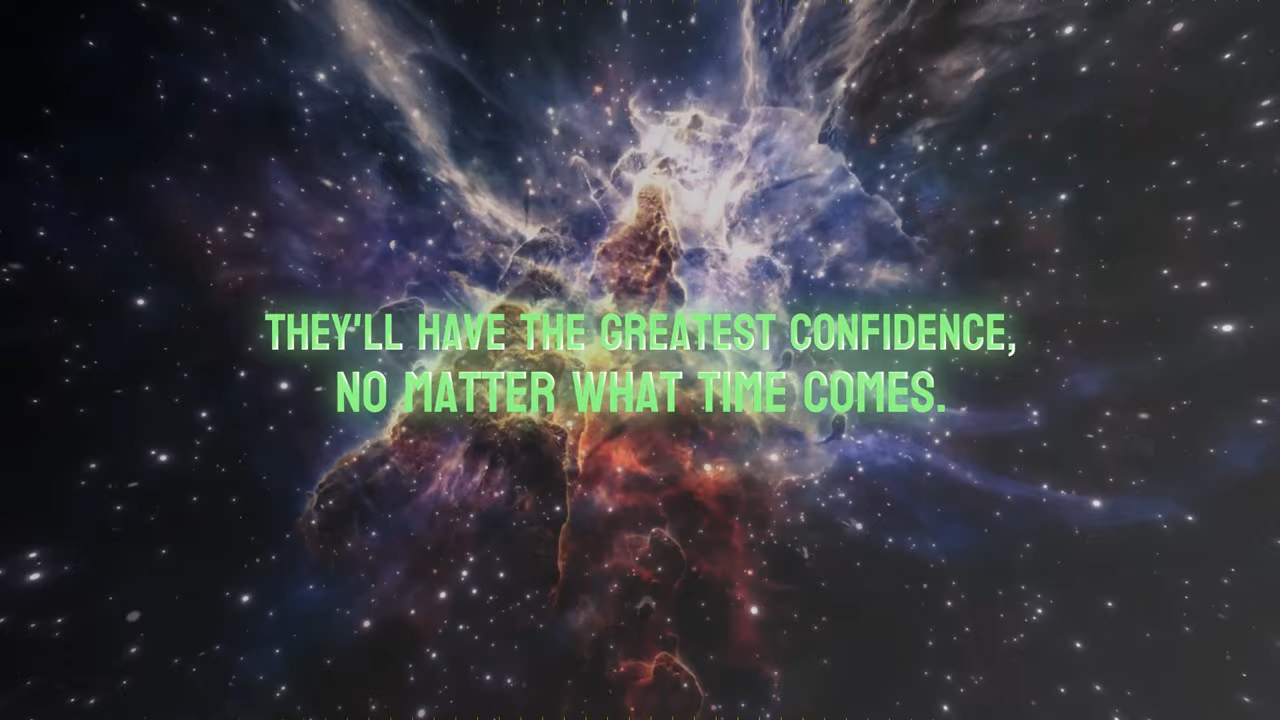 THEY'LL HAVE THE GREATEST CONFIDENCE,
NO MATTER WHAT TIME COMES.